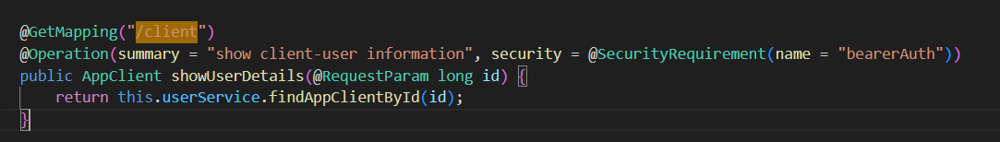 @GetMapping("/client")
@Operation(summary = "show client-user information", security = @SecurityRequirement(name = "bearerAuth"))
public AppClient showUserDetails(@RequestParam long id) {
return this.userService.findAppClientById(id);
}